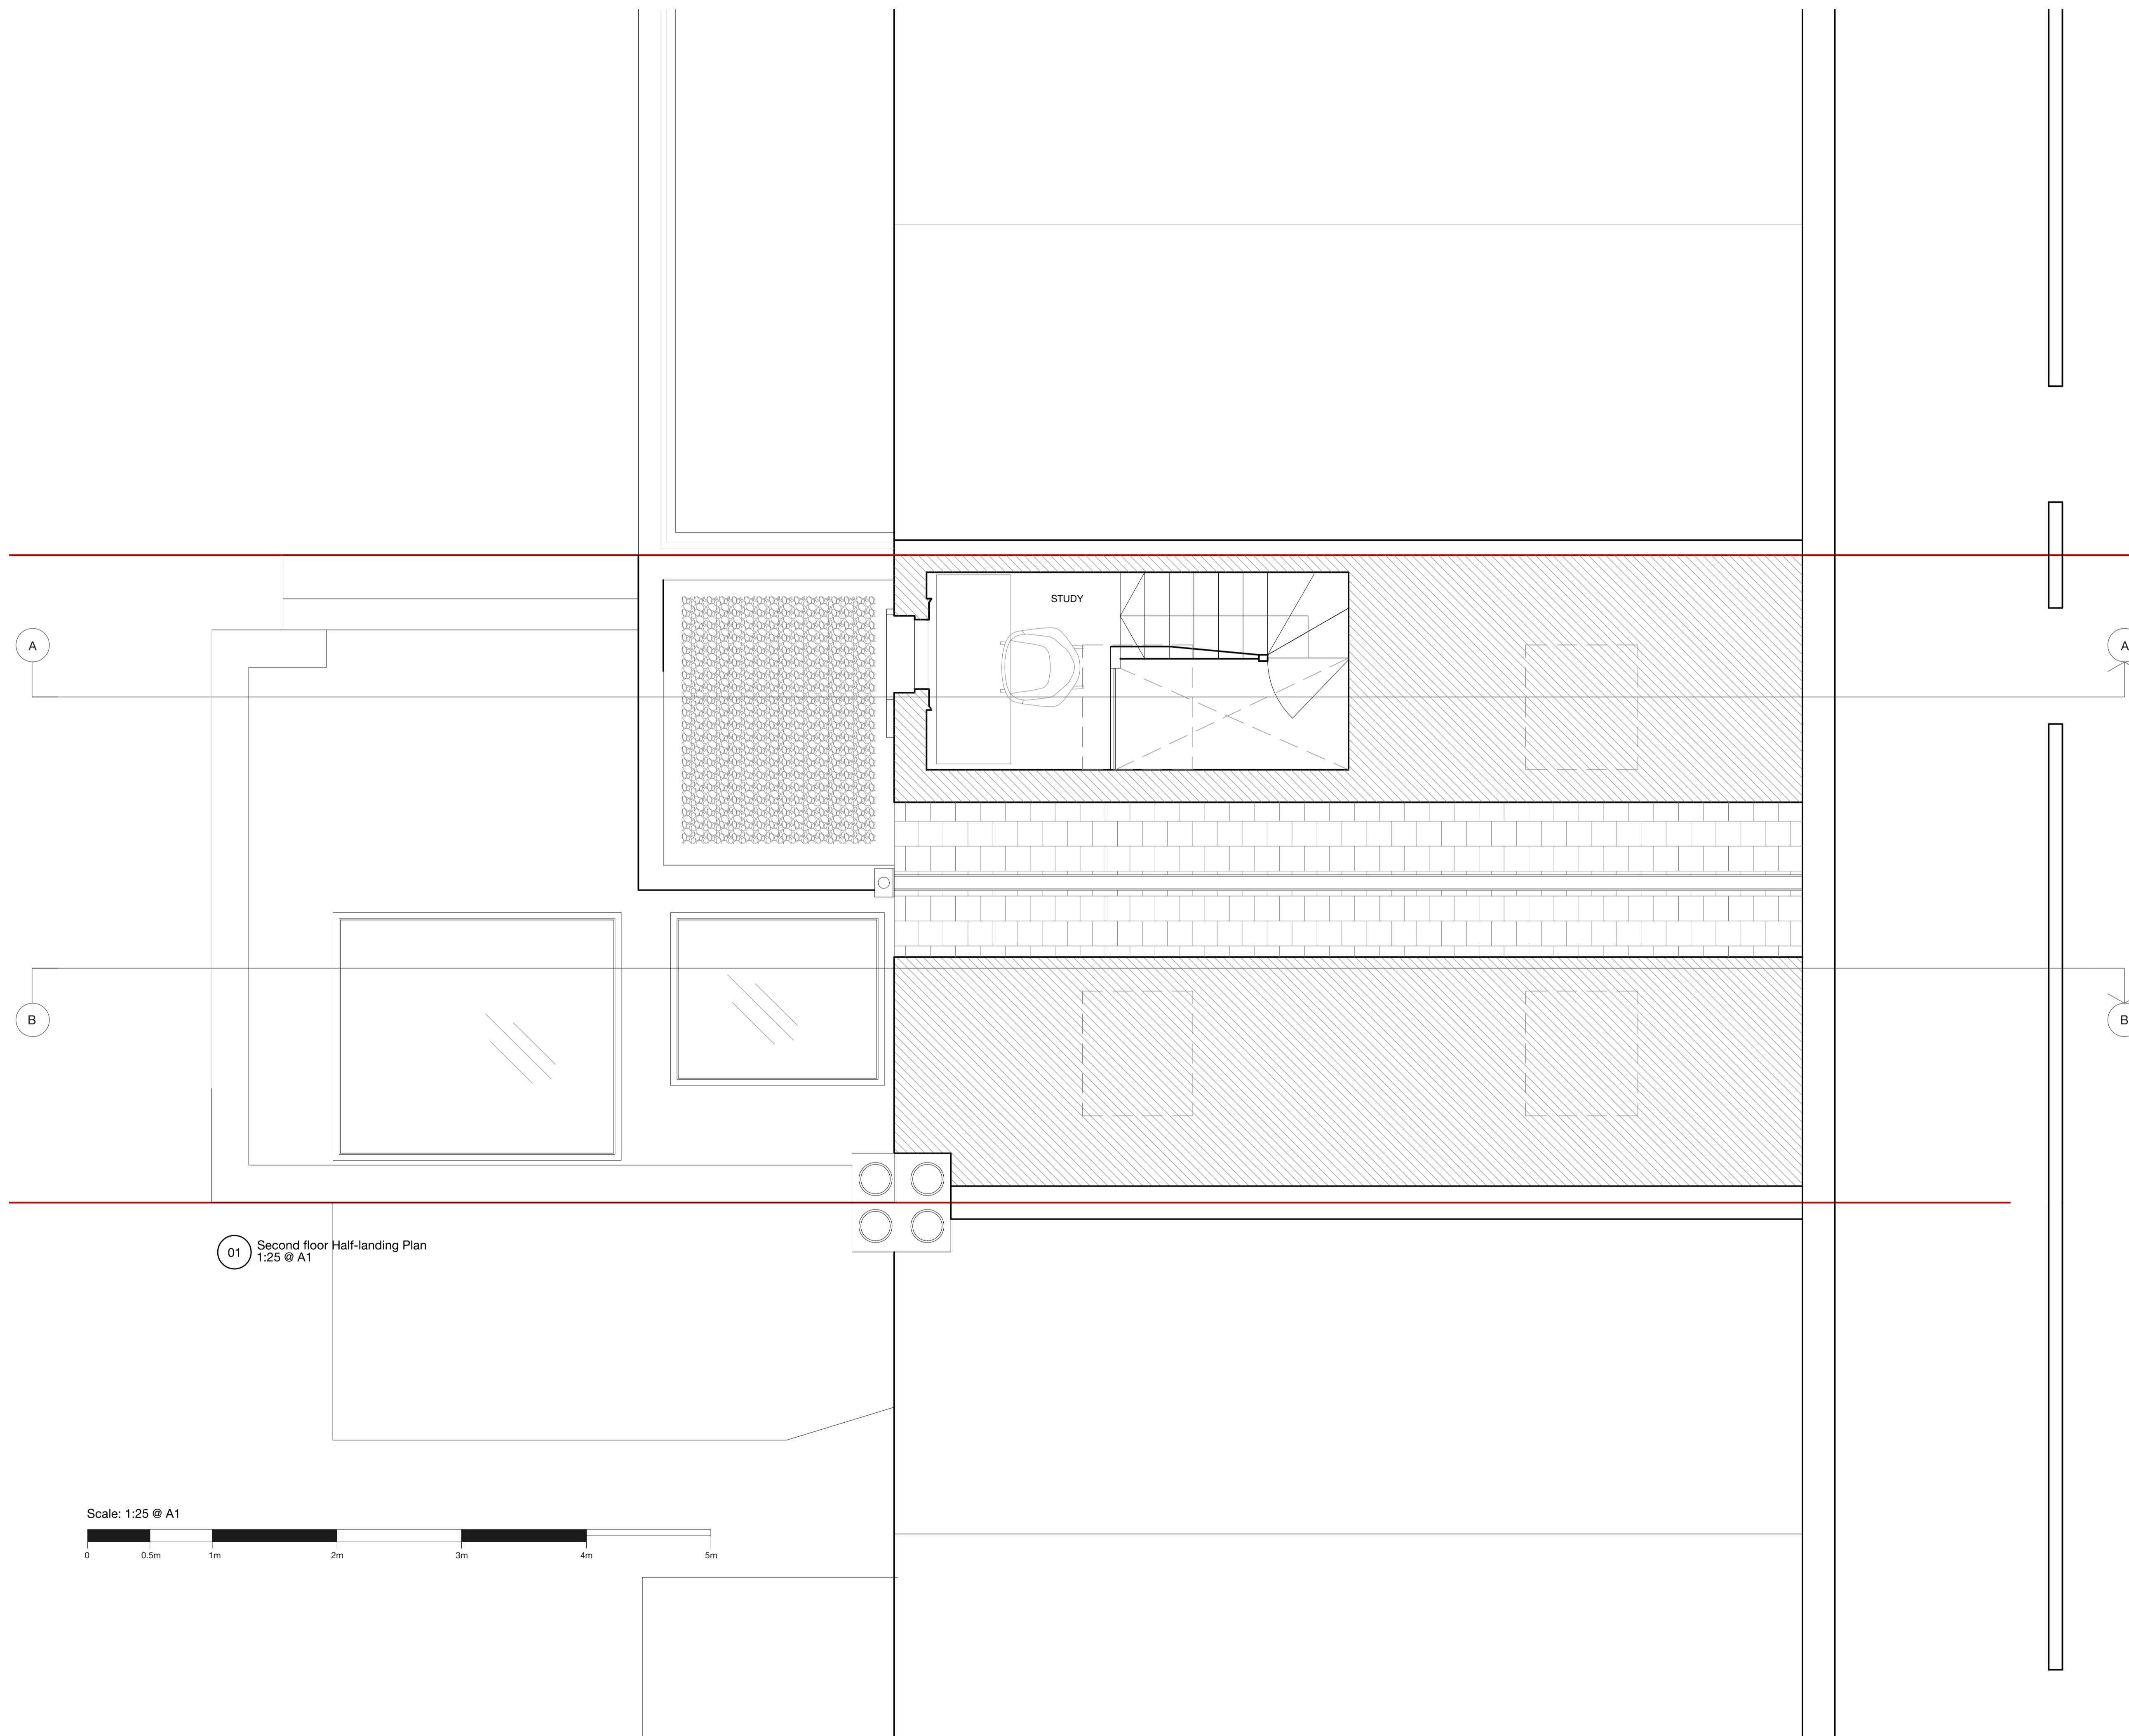 STUDY
A
A
B
B
01
Second floor Half-landing Plan
1:25 @ A1
Scale: 1:25 @ A1
0 0.5m 1m 2m 3m 4m 5m